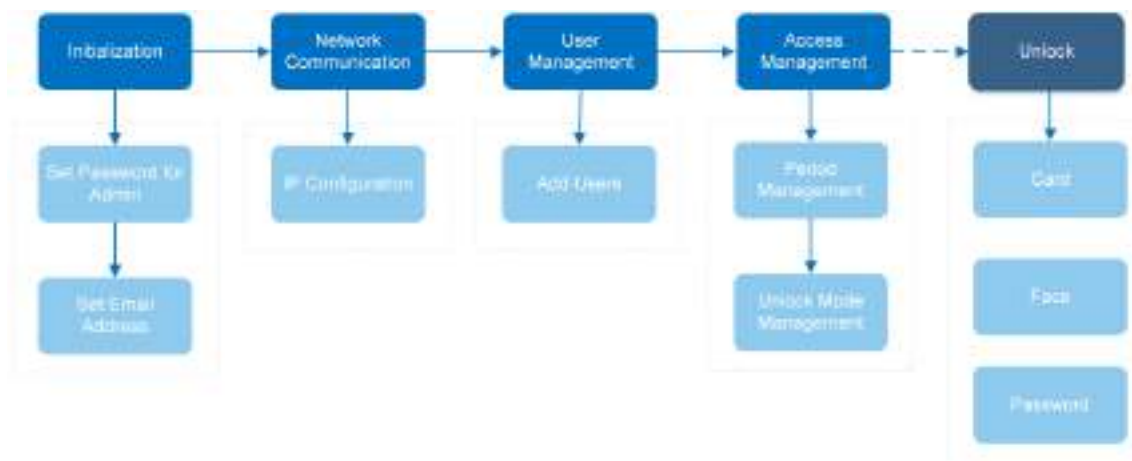 Initialization
Network
Communication
User
Management
Access
Management
Unlock
Set Password for
Admin
IP Configuration
Add Users
Period
Management
Card
Set Email
Address
Unlock Mode
Management
Face
Password